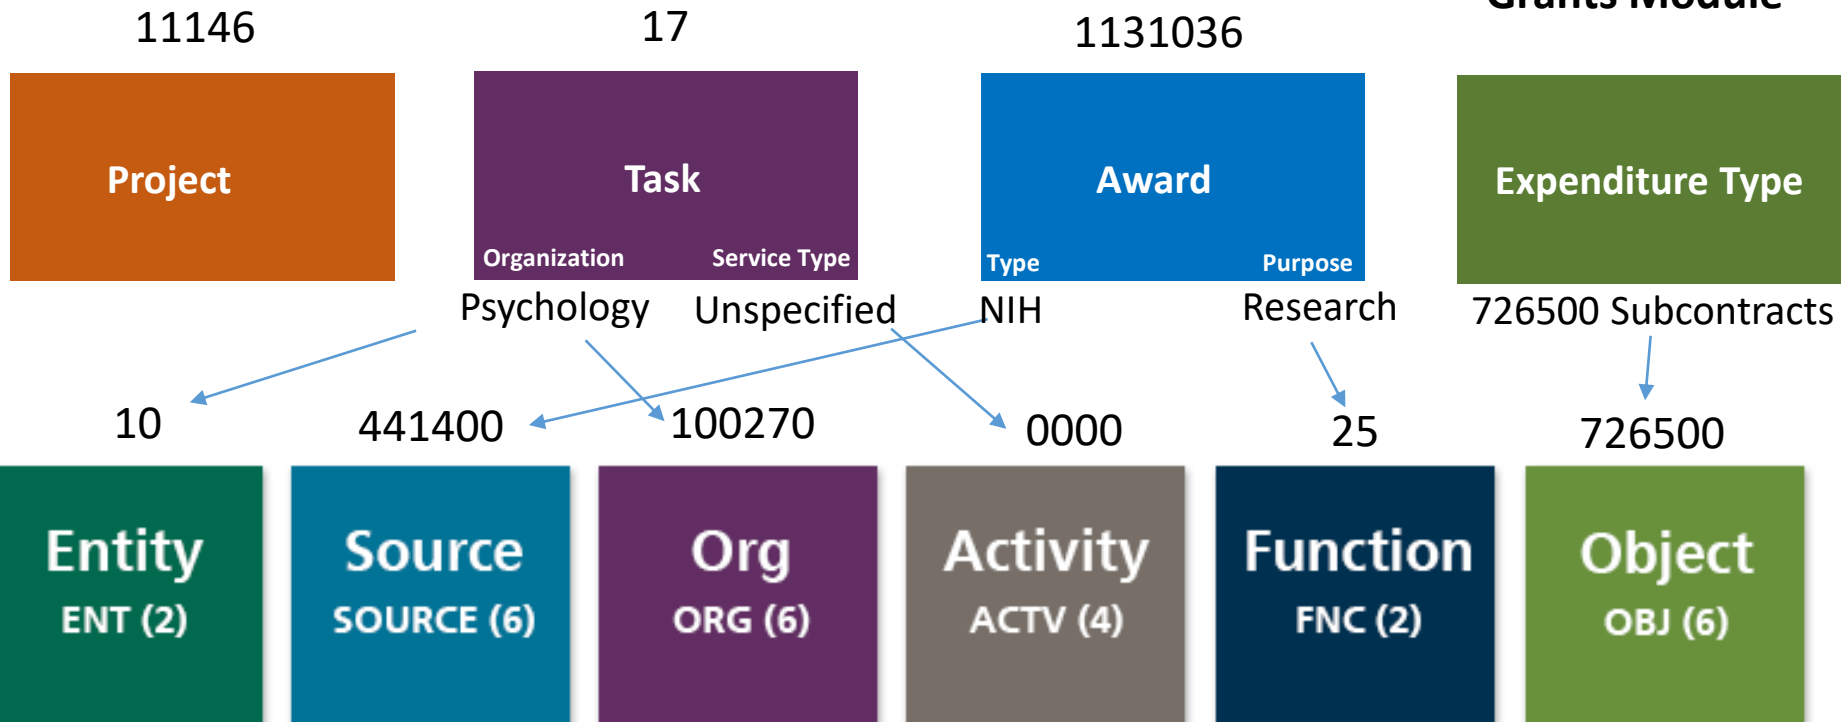 Grants Module
11146
17
1131036
Project
Task
Award
Expenditure Type
Organization
Service Type
Type
Purpose
Psychology
Unspecified
NIH
Research
726500 Subcontracts
10
441400
100270
0000
25
726500
Entity
ENT (2)
Source
SOURCE (6)
Org
ORG (6)
Activity
ACTV (4)
Function
FNC (2)
Object
OBJ (6)